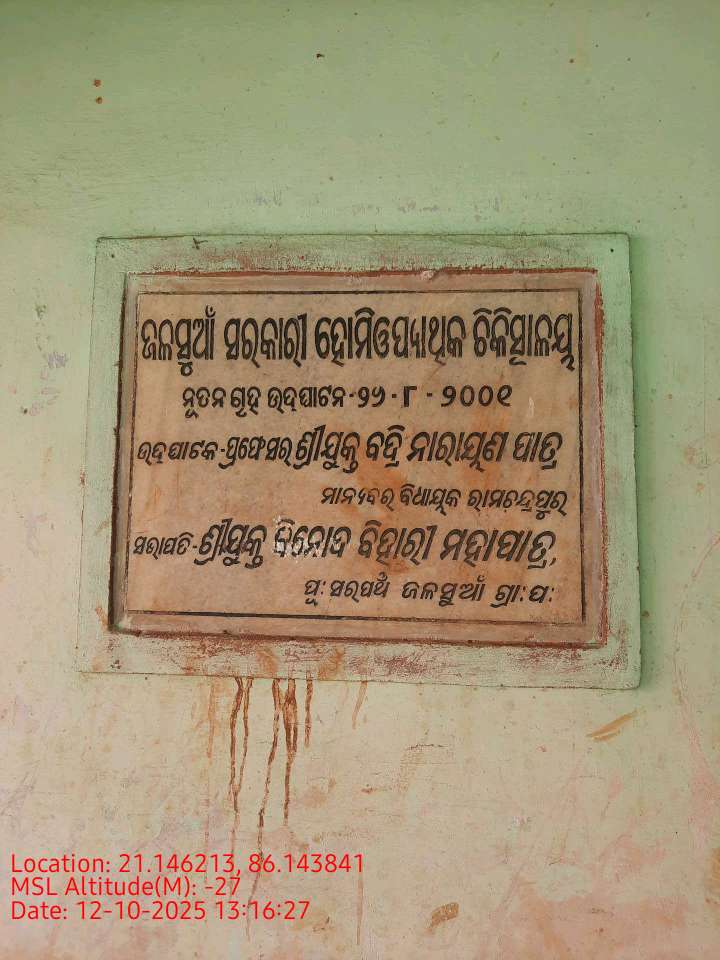 ଜଳସୁଆଁ ସରକାରୀ ହୋମିଓପ୍ୟାଥିକ ଚିକିତ୍ସାଳୟ
ନୂତନ ଗୃହ ଉଦ୍‌ଘାଟନ-୨୬-୮-୨୦୦୧
ଉଦ୍‌ଘାଟକ-ପ୍ରଫେସର ଶ୍ରୀଯୁକ୍ତ ବଦ୍ରି ନାରାୟଣ ପାତ୍ର
ମାନ୍ୟବର ବିଧାୟକ ରାମଚନ୍ଦ୍ରପୁର
ସଭାପତି-ଶ୍ରୀଯୁକ୍ତ ବିନୋଦ ବିହାରୀ ମହାପାତ୍ର,
ପୂ: ସରପଞ୍ଚ ଜଳସୁଆଁ ଗ୍ରା: ପ:
Location: 21.146213, 86.143841
MSL Altitude(M): -27
Date: 12-10-2025 13:16:27